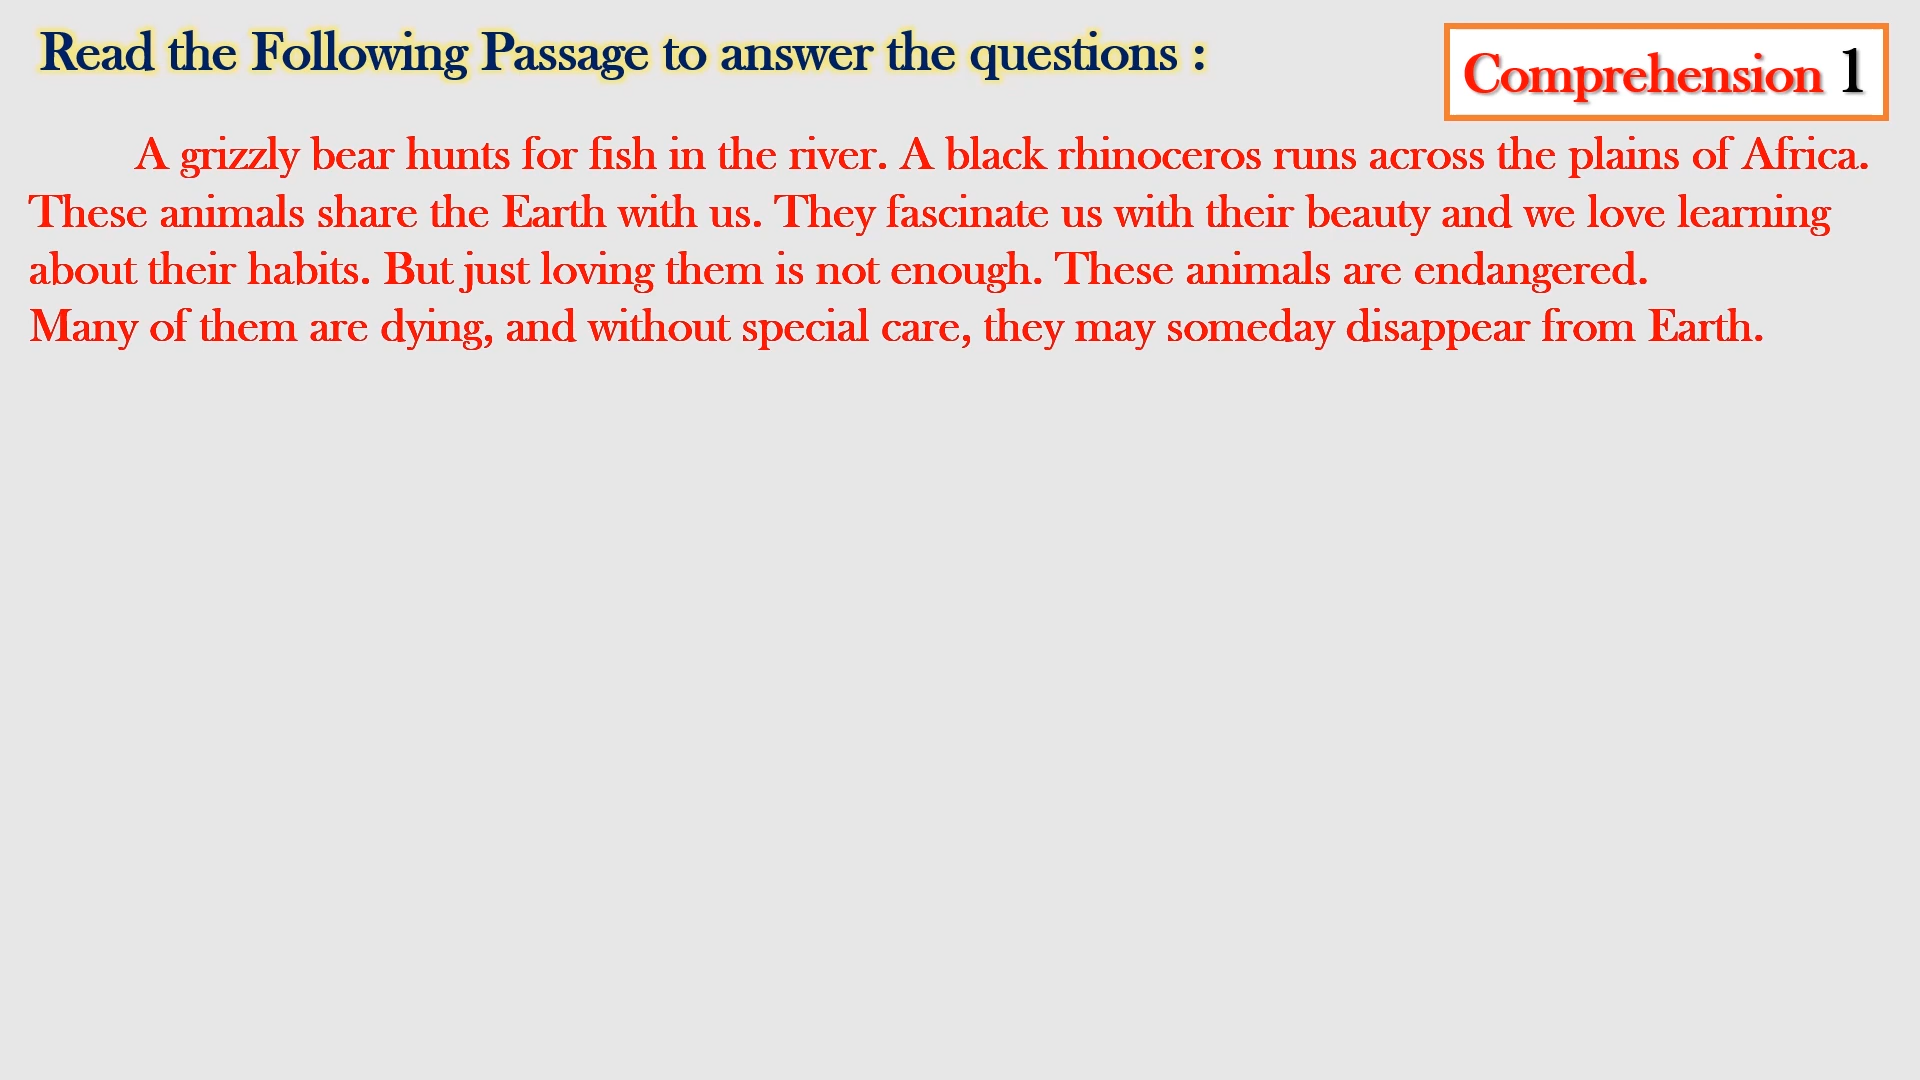 Read the Following Passage to answer the questions :
Comprehension 1
A grizzly bear hunts for fish in the river. A black rhinoceros runs across the plains of Africa.
These animals share the Earth with us. They fascinate us with their beauty and we love learning
about their habits. But just loving them is not enough. These animals are endangered.
Many of them are dying, and without special care, they may someday disappear from Earth.